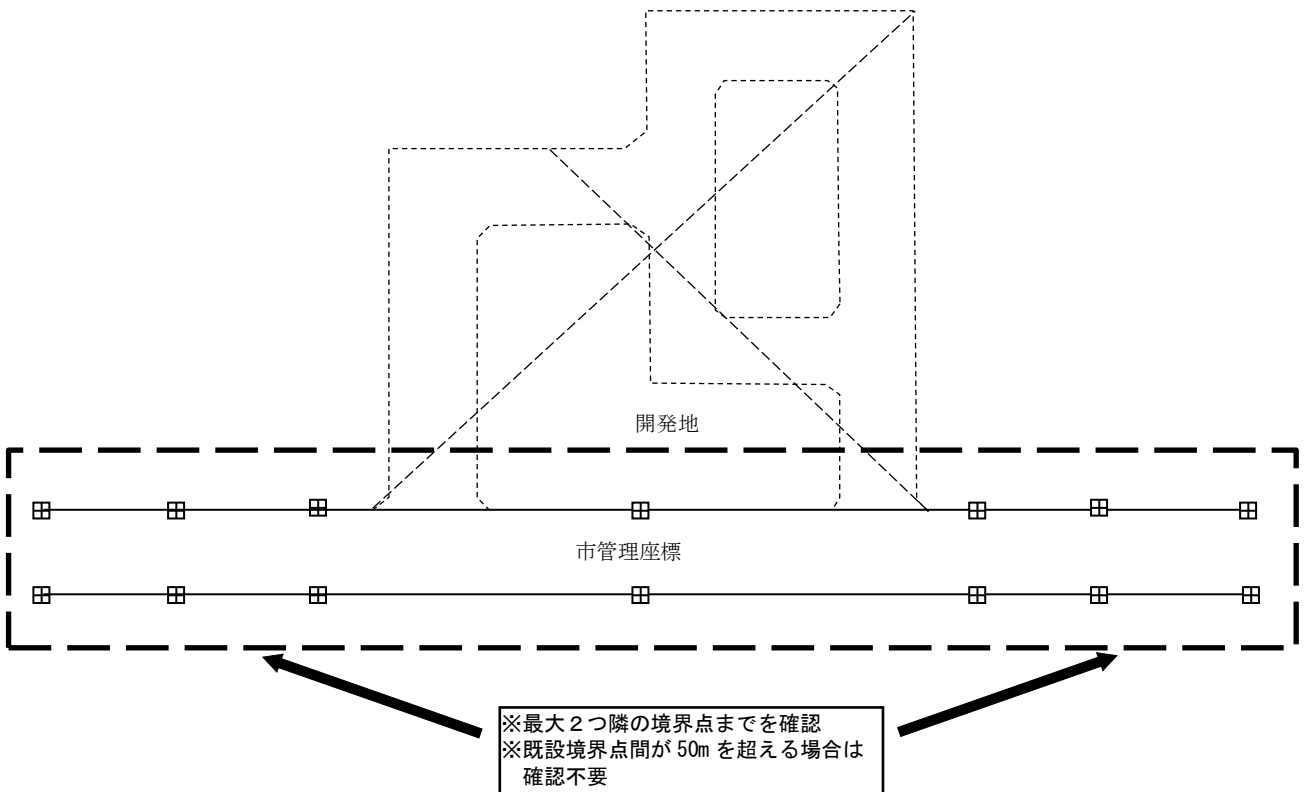 開発地
市管理座標
※最大２つ隣の境界点までを確認
※既設境界点間が 50m を超える場合は
確認不要